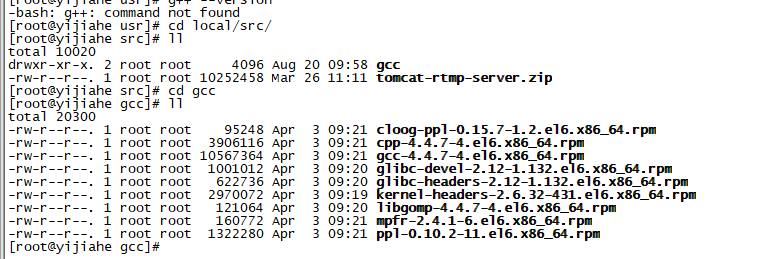 [root@yijiahe usr]# g++ --version
-bash: g++: command not found
[root@yijiahe usr]# cd local/src/
[root@yijiahe src]# ll
total 10020
drwxr-xr-x. 2 root root 4096 Aug 20 09:58 gcc
-rw-r--r--. 1 root root 10252458 Mar 26 11:11 tomcat-rtmp-server.zip
[root@yijiahe src]# cd gcc
[root@yijiahe gcc]# ll
total 20300
-rw-r--r--. 1 root root 95248 Apr 3 09:21 cloog-ppl-0.15.7-1.2.el6.x86_64.rpm
-rw-r--r--. 1 root root 3906116 Apr 3 09:21 cpp-4.4.7-4.el6.x86_64.rpm
-rw-r--r--. 1 root root 10567364 Apr 3 09:21 gcc-4.4.7-4.el6.x86_64.rpm
-rw-r--r--. 1 root root 1001012 Apr 3 09:20 glibc-devel-2.12-1.132.el6.x86_64.rpm
-rw-r--r--. 1 root root 622736 Apr 3 09:20 glibc-headers-2.12-1.132.el6.x86_64.rpm
-rw-r--r--. 1 root root 2970072 Apr 3 09:19 kernel-headers-2.6.32-431.el6.x86_64.rpm
-rw-r--r--. 1 root root 121064 Apr 3 09:20 libgomp-4.4.7-4.el6.x86_64.rpm
-rw-r--r--. 1 root root 160772 Apr 3 09:21 mpfr-2.4.1-6.el6.x86_64.rpm
-rw-r--r--. 1 root root 1322280 Apr 3 09:21 ppl-0.10.2-11.el6.x86_64.rpm
[root@yijiahe gcc]#